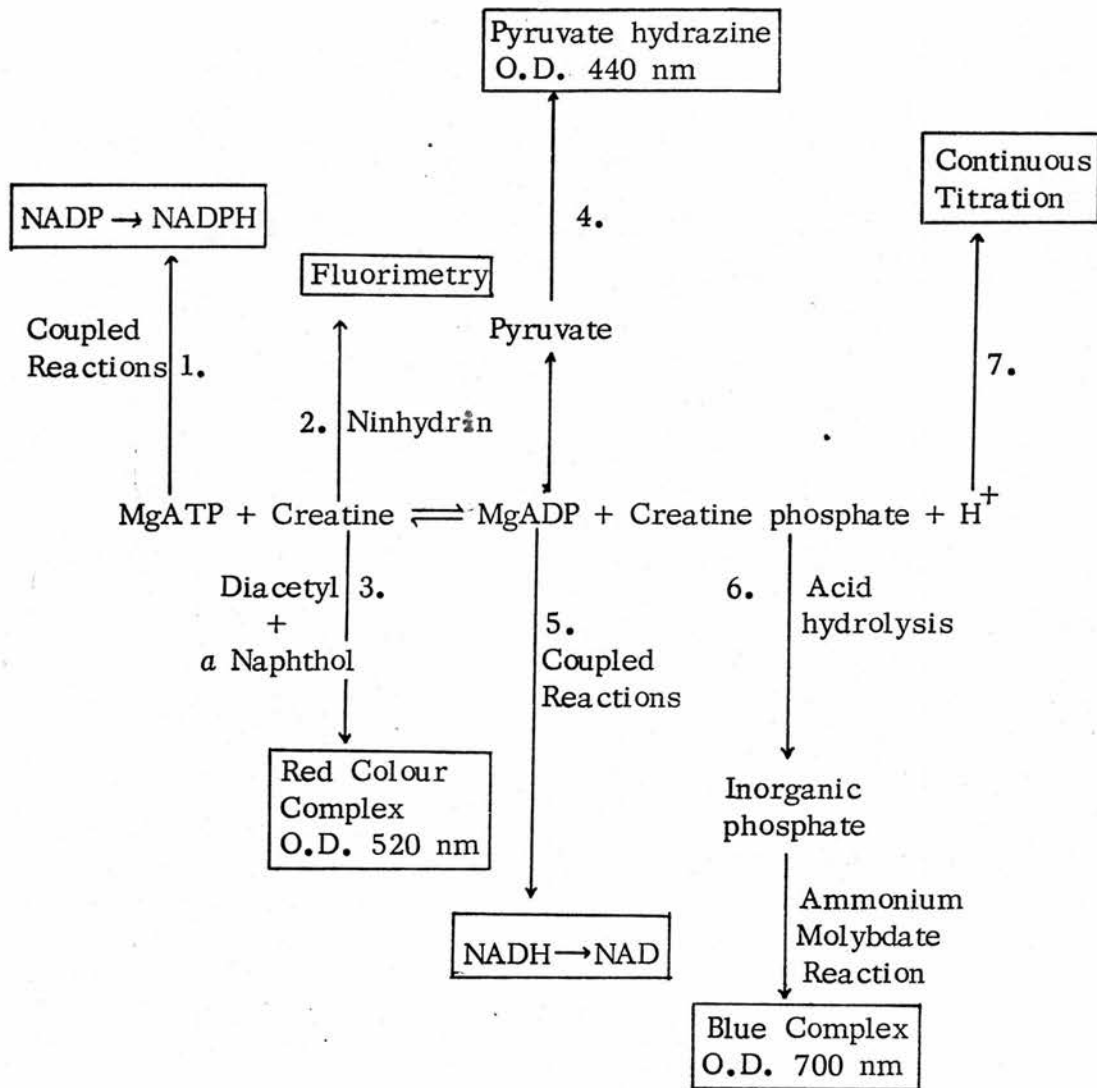 Pyruvate hydrazine
O.D. 440 nm
Continuous
Titration
NADP → NADPH
4.
Fluorimetry
Coupled
Reactions 1.
Pyruvate
7.
2. Ninhydrin
MgATP + Creatine ⇌ MgADP + Creatine phosphate + H⁺
Diacetyl 3.
+
a Naphthol
6. Acid
hydrolysis
5.
Coupled
Reactions
Red Colour
Complex
O.D. 520 nm
Inorganic
phosphate
NADH → NAD
Ammonium
Molybdate
Reaction
Blue Complex
O.D. 700 nm